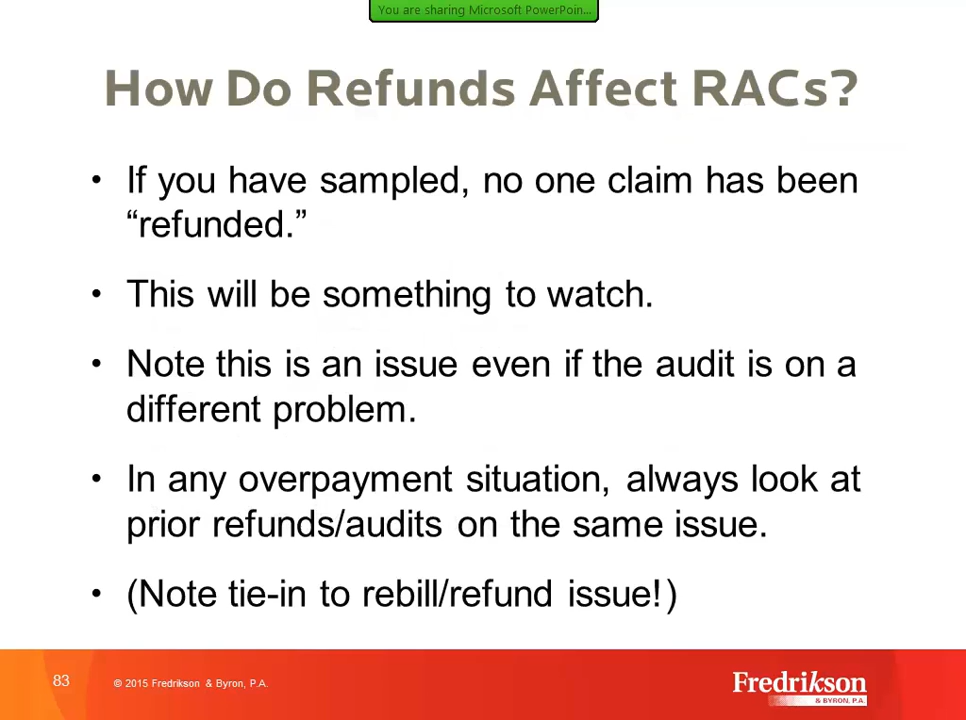 You are sharing Microsoft PowerPoin...
How Do Refunds Affect RACs?
• If you have sampled, no one claim has been
“refunded.”
• This will be something to watch.
• Note this is an issue even if the audit is on a
different problem.
• In any overpayment situation, always look at
prior refunds/audits on the same issue.
• (Note tie-in to rebill/refund issue!)
83
© 2015 Fredrikson & Byron, P.A.
Fredrikson
& BYRON, P.A.